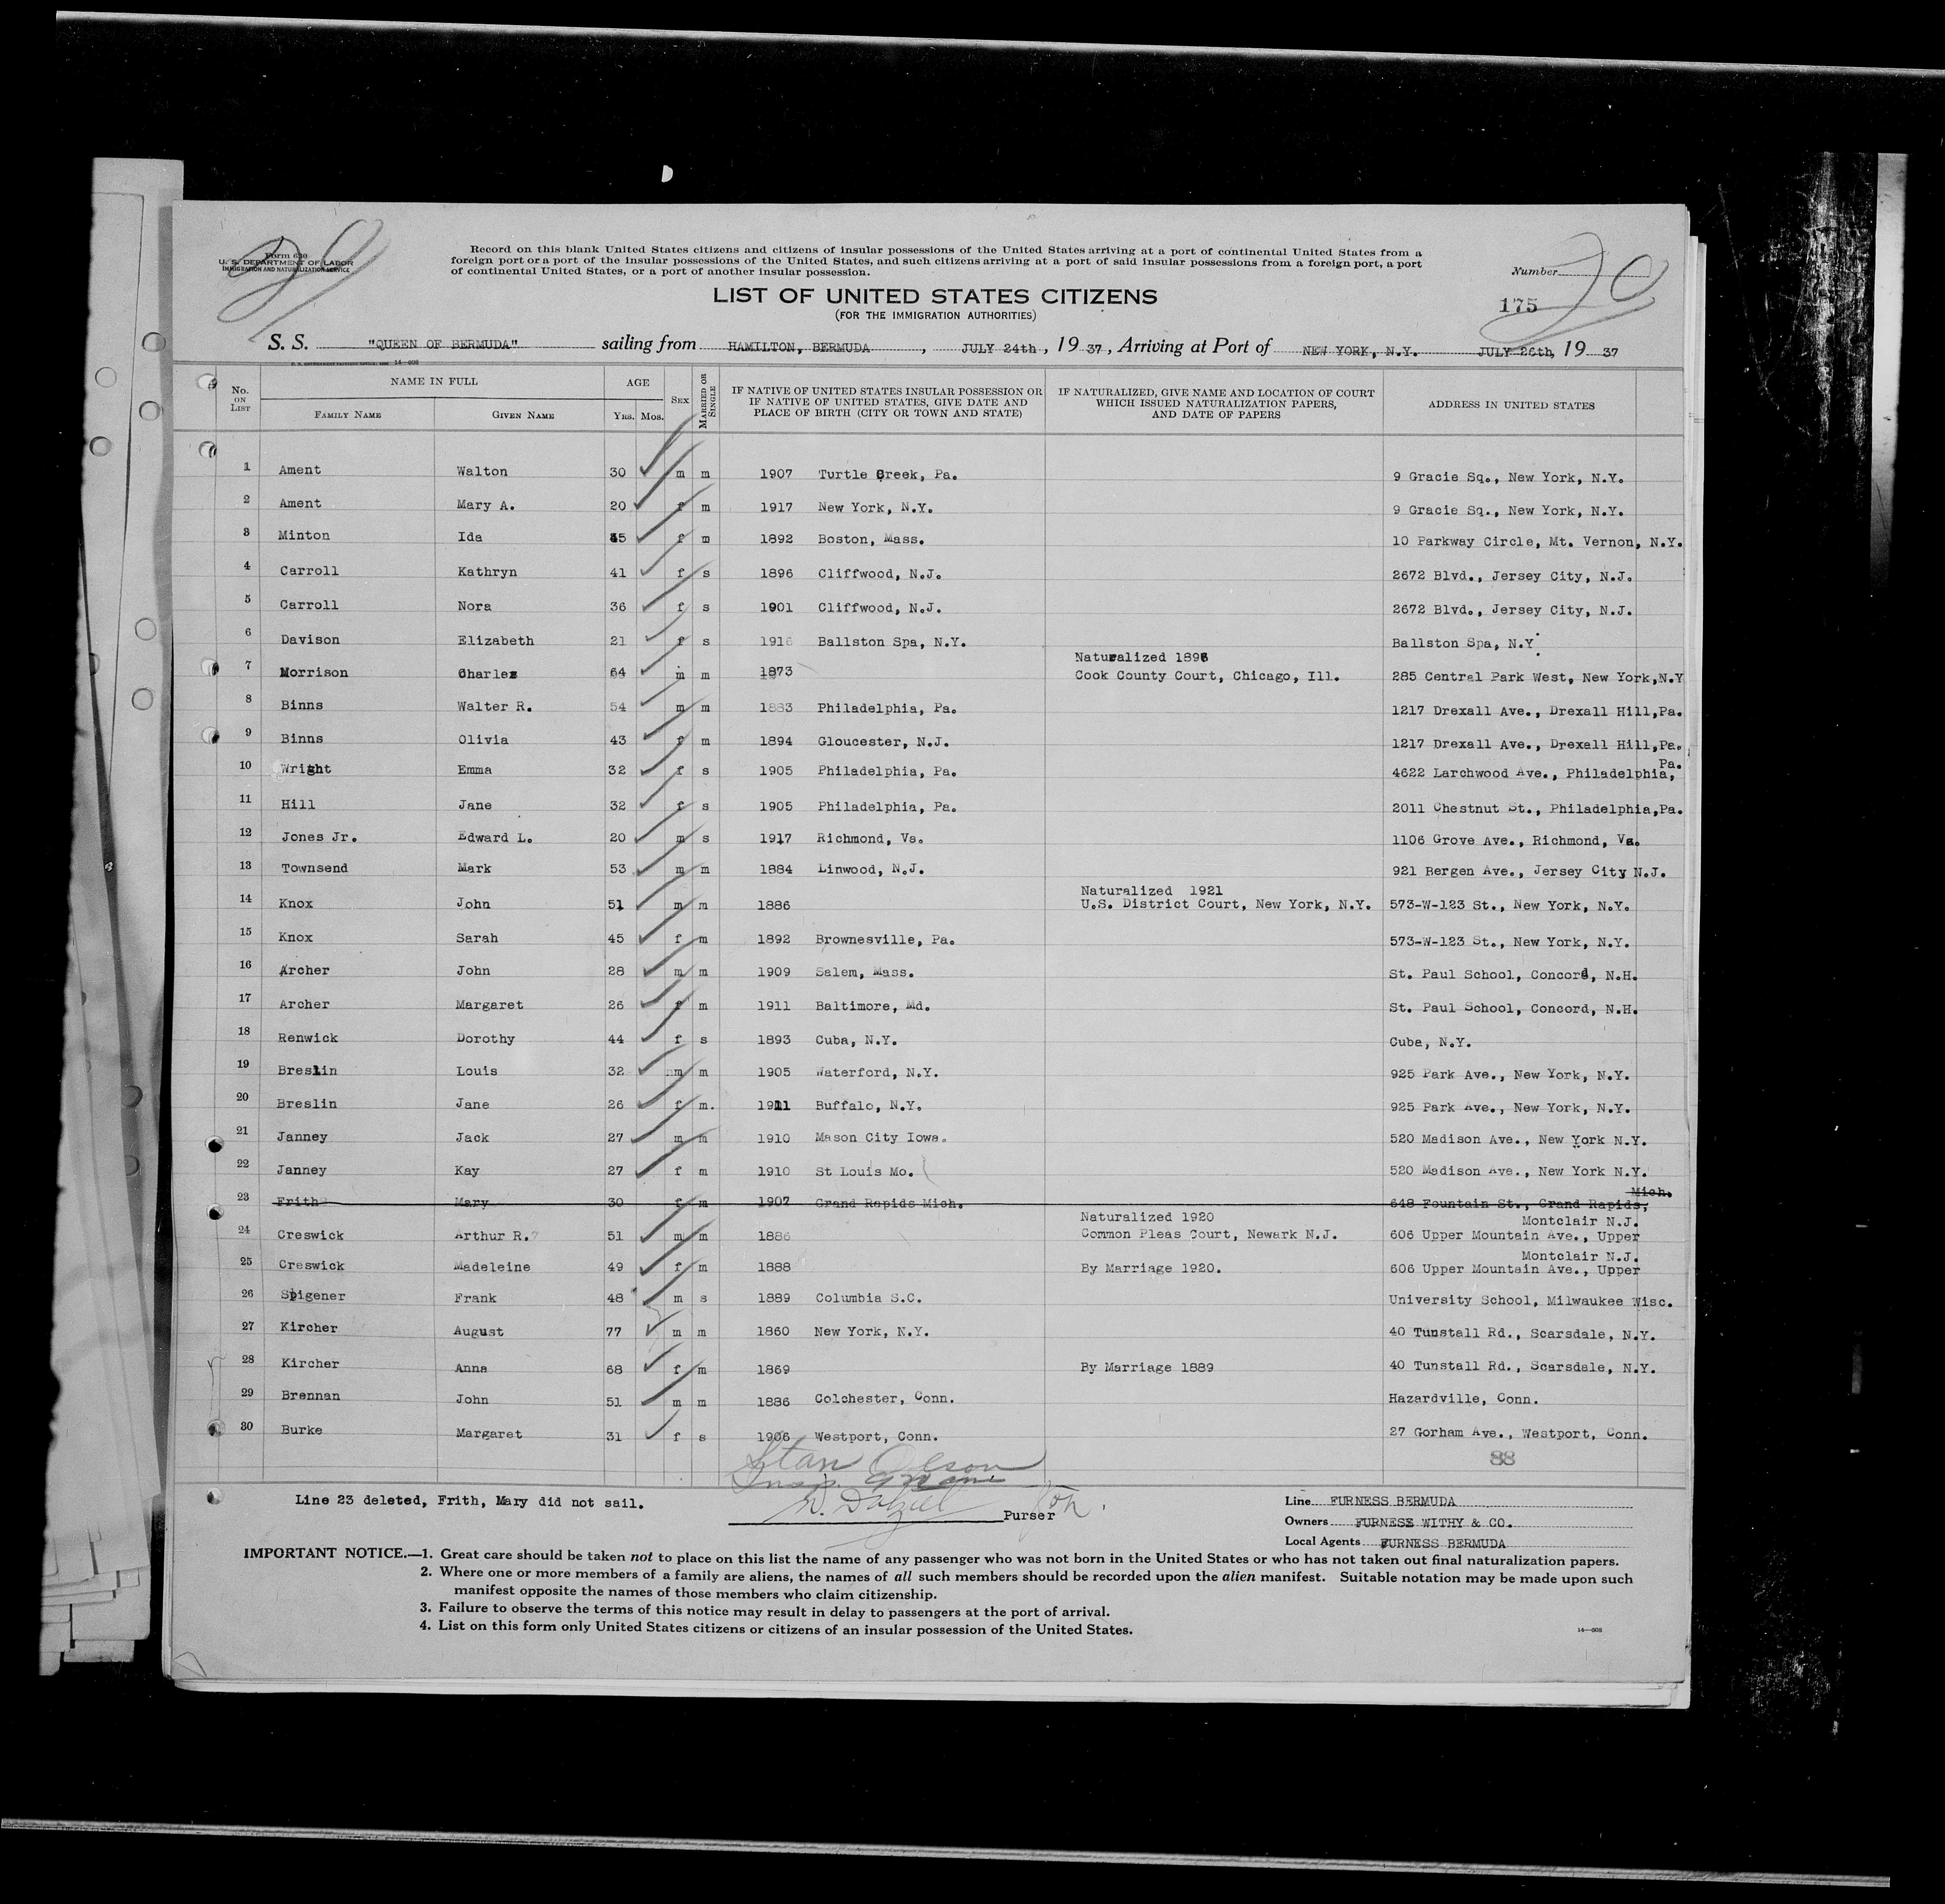 Form 630
U. S. DEPARTMENT OF LABOR
IMMIGRATION AND NATURALIZATION SERVICE
Record on this blank United States citizens and citizens of insular possessions of the United States arriving at a port of continental United States from a
foreign port or a port of the insular possessions of the United States, and such citizens arriving at a port of said insular possessions from a foreign port, a port
of continental United States, or a port of another insular possession.
Number
175
LIST OF UNITED STATES CITIZENS
(FOR THE IMMIGRATION AUTHORITIES)
S. S. "QUEEN OF BERMUDA" sailing from HAMILTON, BERMUDA, JULY 24th, 19 37, Arriving at Port of NEW YORK, N.Y. JULY 26th, 19 37
No. ON LIST NAME IN FULL FAMILY NAME GIVEN NAME AGE YRS. MOS. SEX MARRIED OR SINGLE IF NATIVE OF UNITED STATES INSULAR POSSESSION OR IF NATIVE OF UNITED STATES, GIVE DATE AND PLACE OF BIRTH (CITY OR TOWN AND STATE) IF NATURALIZED, GIVE NAME AND LOCATION OF COURT WHICH ISSUED NATURALIZATION PAPERS, AND DATE OF PAPERS ADDRESS IN UNITED STATES
1 Ament Walton 30 m m 1907 Turtle Creek, Pa. 9 Gracie Sq., New York, N.Y.
2 Ament Mary A. 20 f m 1917 New York, N.Y. 9 Gracie Sq., New York, N.Y.
3 Minton Ida 45 f m 1892 Boston, Mass. 10 Parkway Circle, Mt. Vernon, N.Y.
4 Carroll Kathryn 41 f s 1896 Cliffwood, N.J. 2672 Blvd., Jersey City, N.J.
5 Carroll Nora 36 f s 1901 Cliffwood, N.J. 2672 Blvd., Jersey City, N.J.
6 Davison Elizabeth 21 f s 1916 Ballston Spa, N.Y. Ballston Spa, N.Y.
Naturalized 1896
7 Morrison Charles 64 m m 1873 Cook County Court, Chicago, Ill. 285 Central Park West, New York,N.Y
8 Binns Walter R. 54 m m 1883 Philadelphia, Pa. 1217 Drexall Ave., Drexall Hill,Pa.
9 Binns Olivia 43 f m 1894 Gloucester, N.J. 1217 Drexall Ave., Drexall Hill,Pa.
Pa.
10 Wright Emma 32 f s 1905 Philadelphia, Pa. 4622 Larchwood Ave., Philadelphia,
11 Hill Jane 32 f s 1905 Philadelphia, Pa. 2011 Chestnut St., Philadelphia,Pa.
12 Jones Jr. Edward L. 20 m s 1917 Richmond, Va. 1106 Grove Ave., Richmond, Va.
13 Townsend Mark 53 m m 1884 Linwood, N.J. 921 Bergen Ave., Jersey City N.J.
Naturalized 1921
14 Knox John 51 m m 1886 U.S. District Court, New York, N.Y. 573-W-123 St., New York, N.Y.
15 Knox Sarah 45 f m 1892 Brownesville, Pa. 573-W-123 St., New York, N.Y.
16 Archer John 28 m m 1909 Salem, Mass. St. Paul School, Concord, N.H.
17 Archer Margaret 26 f m 1911 Baltimore, Md. St. Paul School, Concord, N.H.
18 Renwick Dorothy 44 f s 1893 Cuba, N.Y. Cuba, N.Y.
19 Breslin Louis 32 m m 1905 Waterford, N.Y. 925 Park Ave., New York, N.Y.
20 Breslin Jane 26 f m. 1911 Buffalo, N.Y. 925 Park Ave., New York, N.Y.
21 Janney Jack 27 m m 1910 Mason City Iowa. 520 Madison Ave., New York N.Y.
22 Janney Kay 27 f m 1910 St Louis Mo. 520 Madison Ave., New York N.Y.
Mich.
23 Frith Mary 30 f m 1907 Grand Rapids Mich. 648 Fountain St., Grand Rapids,
Naturalized 1920 Montclair N.J.
24 Creswick Arthur R. 51 m m 1886 Common Pleas Court, Newark N.J. 606 Upper Mountain Ave., Upper
Montclair N.J.
25 Creswick Madeleine 49 f m 1888 By Marriage 1920. 606 Upper Mountain Ave., Upper
26 Spigener Frank 48 m s 1889 Columbia S.C. University School, Milwaukee Wisc.
27 Kircher August 77 m m 1860 New York, N.Y. 40 Tunstall Rd., Scarsdale, N.Y.
28 Kircher Anna 68 f m 1869 By Marriage 1889 40 Tunstall Rd., Scarsdale, N.Y.
29 Brennan John 51 m m 1886 Colchester, Conn. Hazardville, Conn.
30 Burke Margaret 31 f s 1906 Westport, Conn. 27 Gorham Ave., Westport, Conn.
Stan Olson
88
Line 23 deleted, Frith, Mary did not sail.
D. Dalziel Purser
Line FURNESS BERMUDA
Owners FURNESS WITHY & CO.
Local Agents FURNESS BERMUDA
IMPORTANT NOTICE.—1. Great care should be taken not to place on this list the name of any passenger who was not born in the United States or who has not taken out final naturalization papers.
2. Where one or more members of a family are aliens, the names of all such members should be recorded upon the alien manifest. Suitable notation may be made upon such
manifest opposite the names of those members who claim citizenship.
3. Failure to observe the terms of this notice may result in delay to passengers at the port of arrival.
4. List on this form only United States citizens or citizens of an insular possession of the United States.
14—608